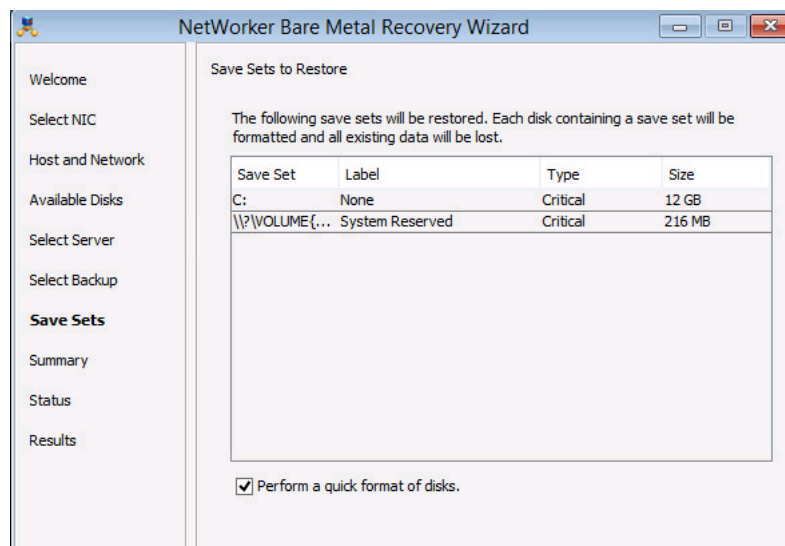 NetWorker Bare Metal Recovery Wizard
Welcome
Select NIC
Host and Network
Available Disks
Select Server
Select Backup
Save Sets
Summary
Status
Results
Save Sets to Restore
The following save sets will be restored. Each disk containing a save set will be
formatted and all existing data will be lost.
Save Set Label Type Size
C: None Critical 12 GB
\\?\VOLUME{... System Reserved Critical 216 MB
Perform a quick format of disks.